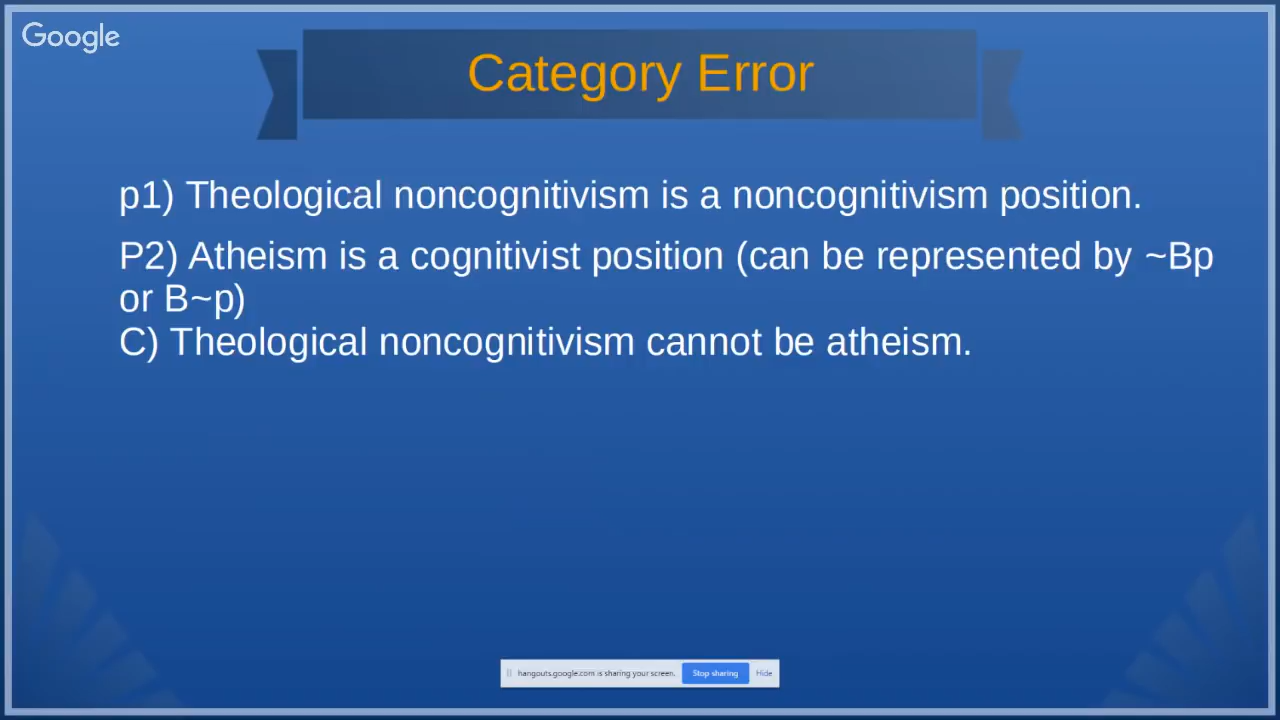 Google
Category Error
p1) Theological noncognitivism is a noncognitivism position.
P2) Atheism is a cognitivist position (can be represented by ~Bp
or B~p)
C) Theological noncognitivism cannot be atheism.
hangouts.google.com is sharing your screen. Stop sharing Hide